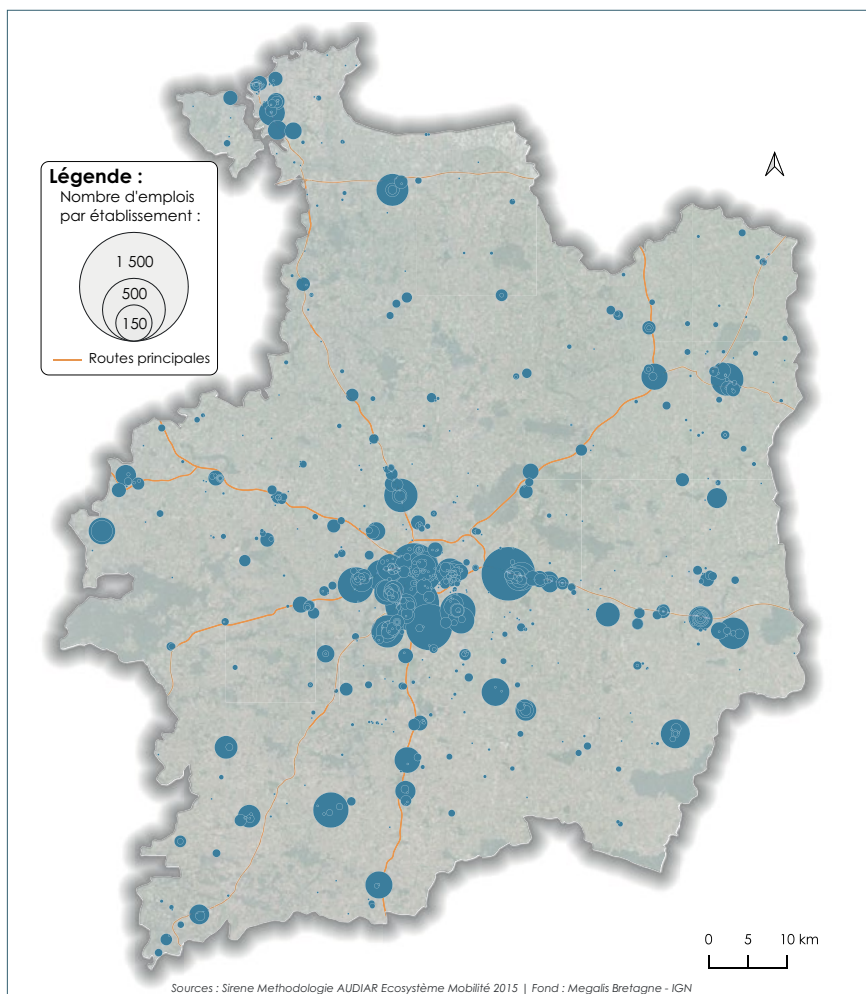 Légende :
Nombre d'emplois
par établissement :
1 500
500
150
Routes principales
0 5 10 km
Sources : Sirene Methodologie AUDIAR Ecosystème Mobilité 2015 | Fond : Megalis Bretagne - IGN